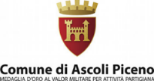 Comune di Ascoli Piceno
MEDAGLIA D'ORO AL VALOR MILITARE PER ATTIVITÀ PARTIGIANA